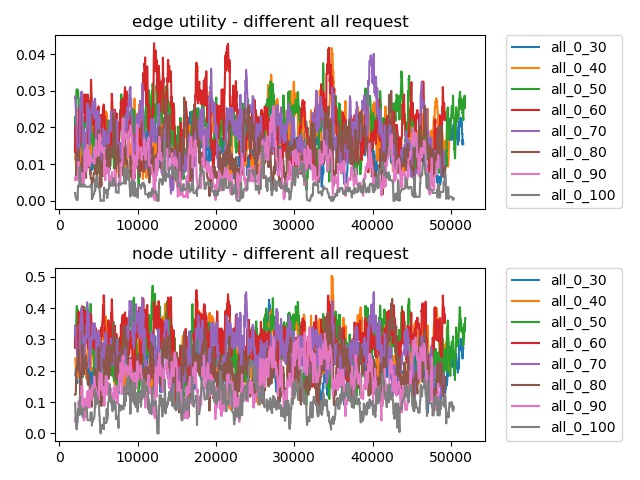 edge utility - different all request
0.04
0.03
0.02
0.01
0.00
0 10000 20000 30000 40000 50000
all_0_30
all_0_40
all_0_50
all_0_60
all_0_70
all_0_80
all_0_90
all_0_100
node utility - different all request
0.5
0.4
0.3
0.2
0.1
0.0
0 10000 20000 30000 40000 50000
all_0_30
all_0_40
all_0_50
all_0_60
all_0_70
all_0_80
all_0_90
all_0_100